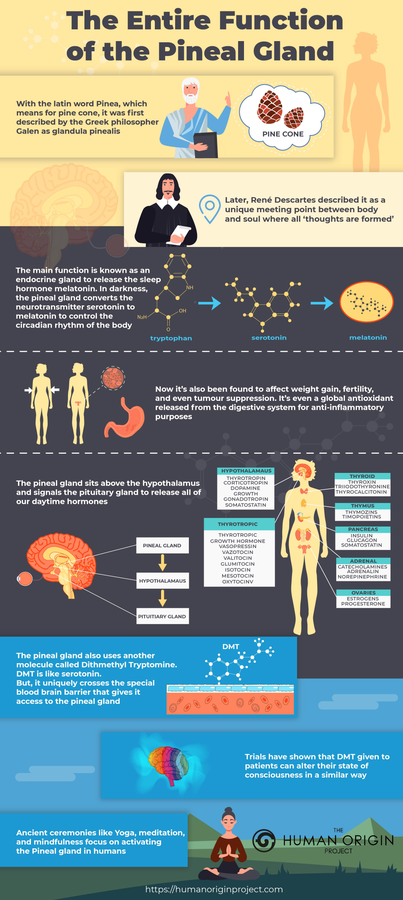 The Entire Function
of the Pineal Gland
With the latin word Pinea, which
means for pine cone, it was first
described by the Greek philosopher
Galen as glandula pinealis
PINE CONE
Later, René Descartes described it as a
unique meeting point between body
and soul where all ‘thoughts are formed’
The main function is known as an
endocrine gland to release the sleep
hormone melatonin. In darkness,
the pineal gland converts the
neurotransmitter serotonin to
melatonin to control the
circadian rhythm of the body
NH
OH
O
tryptophan
serotonin
melatonin
Now it's also been found to affect weight gain, fertility,
and even tumour suppression. It's even a global antioxidant
released from the digestive system for anti-inflammatory
purposes
The pineal gland sits above the hypothalamus
and signals the pituitary gland to release all of
our daytime hormones
PINEAL GLAND
HYPOTHALAMUS
PITUITIARY GLAND
HYPOTHALAMUS
THYROTROPIN
CORTICOTROPIN
DOPAMINE
GROWTH
GONADOTROPIN
SOMATOSTATIN
THYROTROPIC
THYROTROPIC
GROWTH HORMONE
VASOPRESSIN
VAZOTOCIN
VALITOCIN
GLUMITOCIN
ISOTOCIN
MESOTOCIN
OXYTOCINV
THYROID
THYROXIN
TRIIODOTHYRONINE
THYROCALCITONIN
THYMUS
THYMOZINS
TIMOPOIETINS
PANCREAS
INSULIN
GLUCAGON
SOMATOSTATIN
ADRENAL
CATECHOLAMINES
ADRENALIN
NOREPINEPHRINE
OVARIES
ESTROGENS
PROGESTERONE
The pineal gland also uses another
molecule called Dithmethyl Tryptomine.
DMT is like serotonin.
But, it uniquely crosses the special
blood brain barrier that gives it
access to the pineal gland
DMT
Trials have shown that DMT given to
patients can alter their state of
consciousness in a similar way
Ancient ceremonies like Yoga, meditation,
and mindfulness focus on activating
the Pineal gland in humans
THE
HUMAN ORIGIN
PROJECT
https://humanoriginproject.com